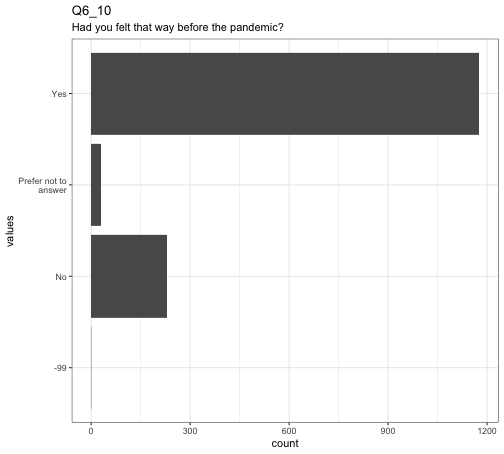 Q6_10
Had you felt that way before the pandemic?
Yes
Prefer not to
answer
No
-99
values
0
300
600
900
1200
count